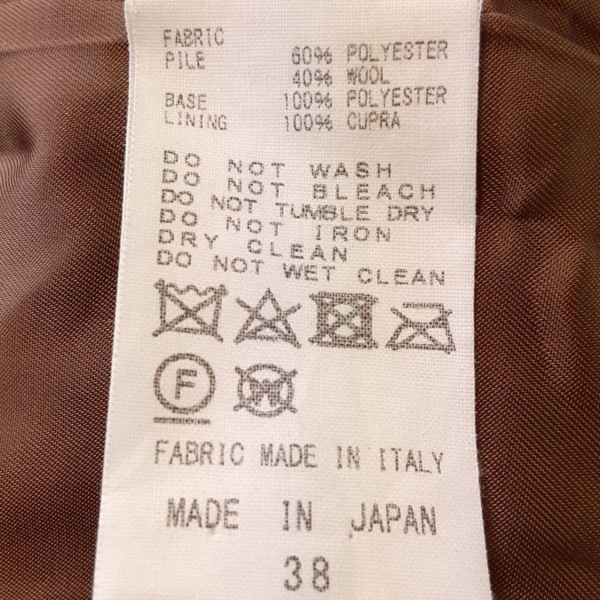 FABRIC
PILE 60% POLYESTER
40% WOOL
BASE 100% POLYESTER
LINING 100% CUPRA
DO NOT WASH
DO NOT BLEACH
DO NOT TUMBLE DRY
DO NOT IRON
DRY CLEAN
DO NOT WET CLEAN
F W
FABRIC MADE IN ITALY
MADE IN JAPAN
38